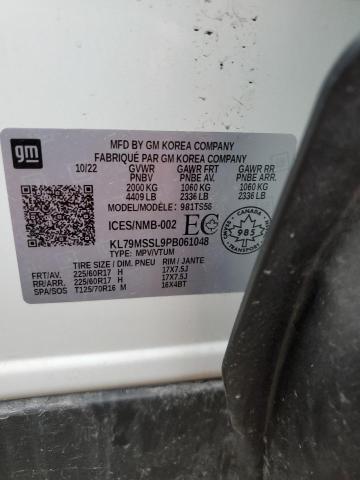 gm
MFD BY GM KOREA COMPANY
FABRIQUÉ PAR GM KOREA COMPANY
10/22 GVWR GAWR FRT GAWR RR
PNBV PNBE AV. PNBE ARR.
2000 KG 1060 KG 1060 KG
4409 LB 2336 LB 2336 LB
MODEL/MODÈLE: 981TS56
ICES/NMB-002 EC
CANADA
985
TRANSPORT
KL79MSSL9PB061048
TYPE: MPV/VTUM
TIRE SIZE / DIM. PNEU RIM / JANTE
FRT/AV. 225/60R17 H 17X7.5J
RR/ARR. 225/60R17 H 17X7.5J
SPA/SOS T125/70R16 M 16X4BT